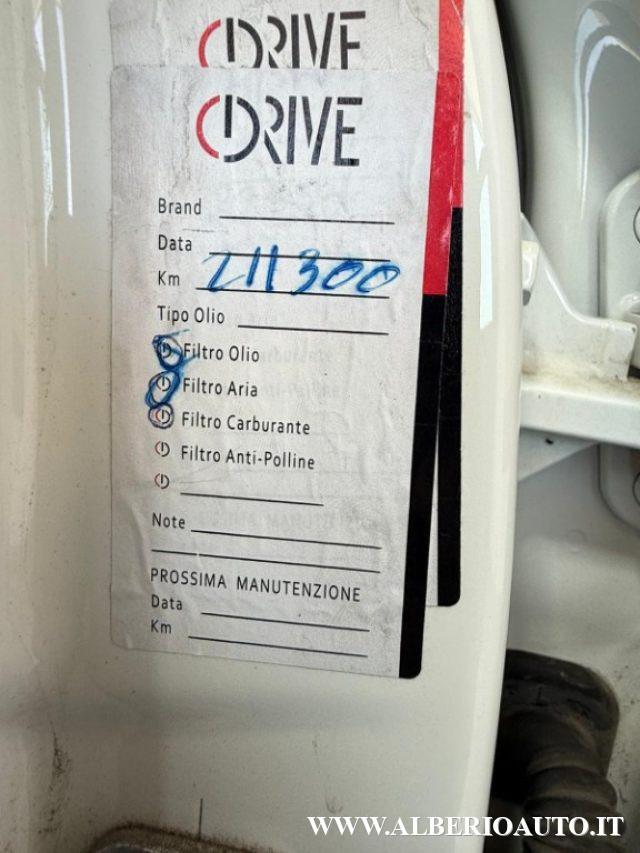 DRIVE
DRIVE
Brand
Data
Km 211300
Tipo Olio
Filtro Olio
Filtro Aria
Filtro Carburante
Filtro Anti-Polline
Note
PROSSIMA MANUTENZIONE
Data
Km
WWW.ALBERIOAUTO.IT